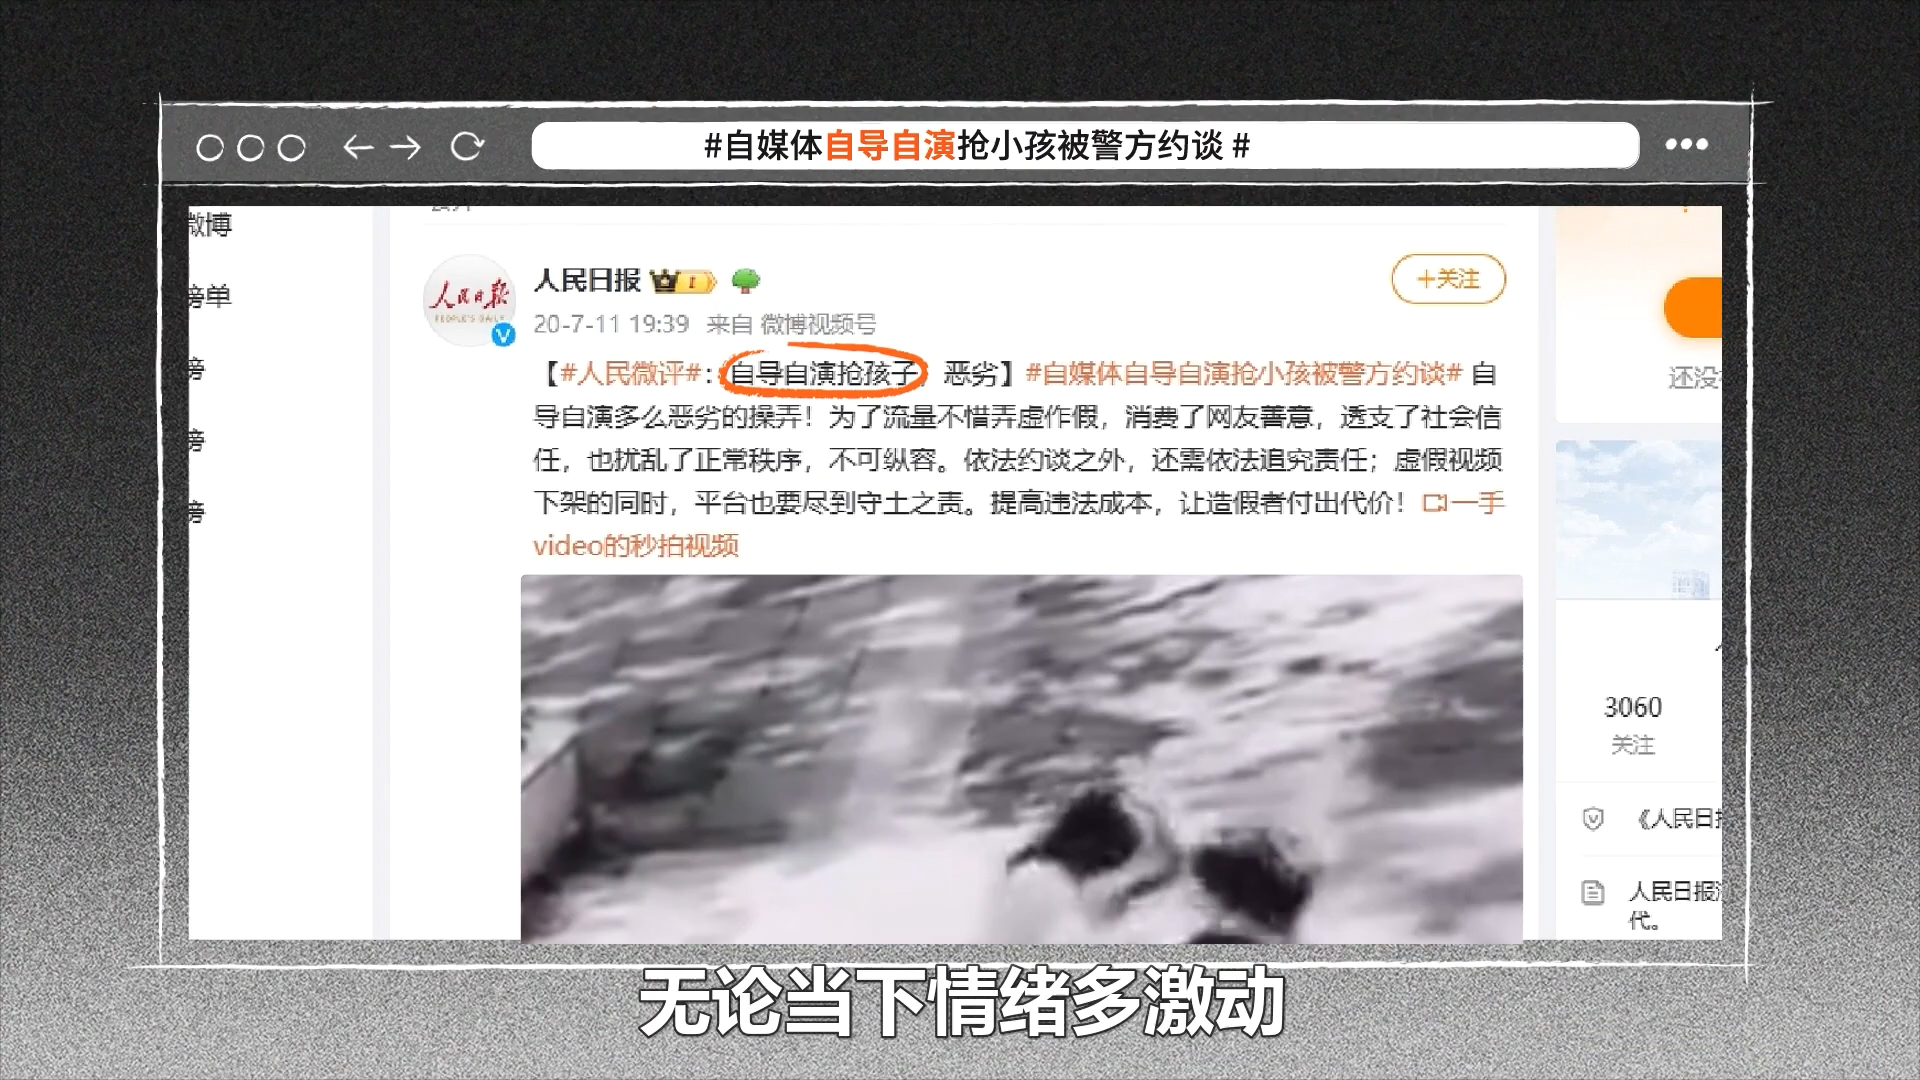 #自媒体自导自演抢小孩被警方约谈 #
微博
榜单
榜
榜
榜
人民日报
PEOPLE'S DAILY
人民日报
+关注
20-7-11 19:39 来自 微博视频号
【#人民微评#：自导自演抢孩子 恶劣】#自媒体自导自演抢小孩被警方约谈# 自
导自演多么恶劣的操弄！为了流量不惜弄虚作假，消费了网友善意，透支了社会信
任，也扰乱了正常秩序，不可纵容。依法约谈之外，还需依法追究责任；虚假视频
下架的同时，平台也要尽到守土之责。提高违法成本，让造假者付出代价！一手
video的秒拍视频
还没
3060
关注
《人民日报
人民日报
代。
无论当下情绪多激动